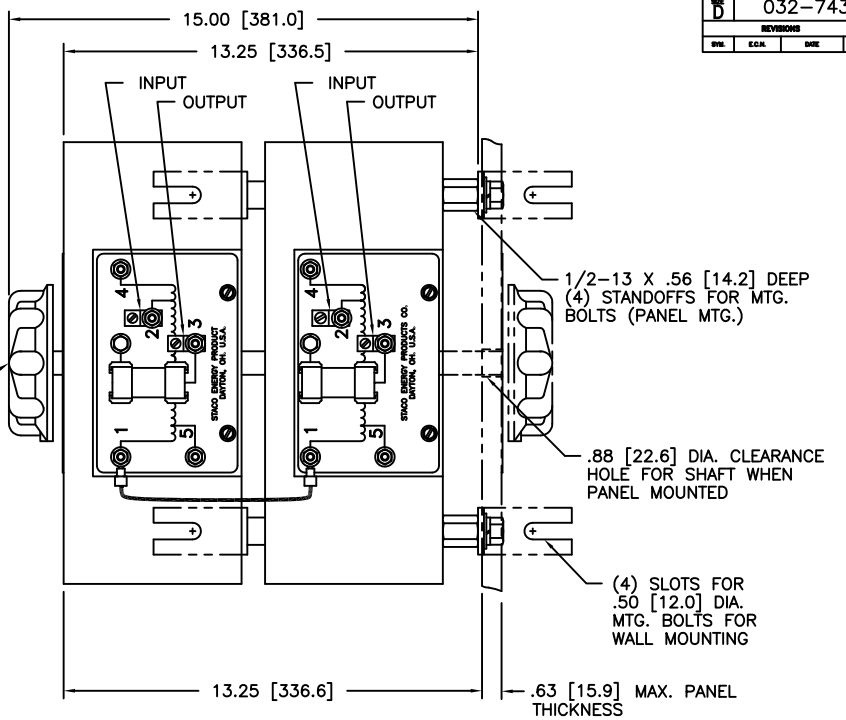 SIZE
D
032-743
REVISIONS
SYM. E.C.N. DATE
15.00 [381.0]
13.25 [336.5]
INPUT
OUTPUT
INPUT
OUTPUT
4
2
3
1
5
STACO ENERGY PRODUCT
DAYTON, OH. U.S.A.
4
2
3
1
5
STACO ENERGY PRODUCTS CO.
DAYTON, OH. U.S.A.
1/2-13 X .56 [14.2] DEEP
(4) STANDOFFS FOR MTG.
BOLTS (PANEL MTG.)
.88 [22.6] DIA. CLEARANCE
HOLE FOR SHAFT WHEN
PANEL MOUNTED
(4) SLOTS FOR
.50 [12.0] DIA.
MTG. BOLTS FOR
WALL MOUNTING
13.25 [336.6]
.63 [15.9] MAX. PANEL
THICKNESS